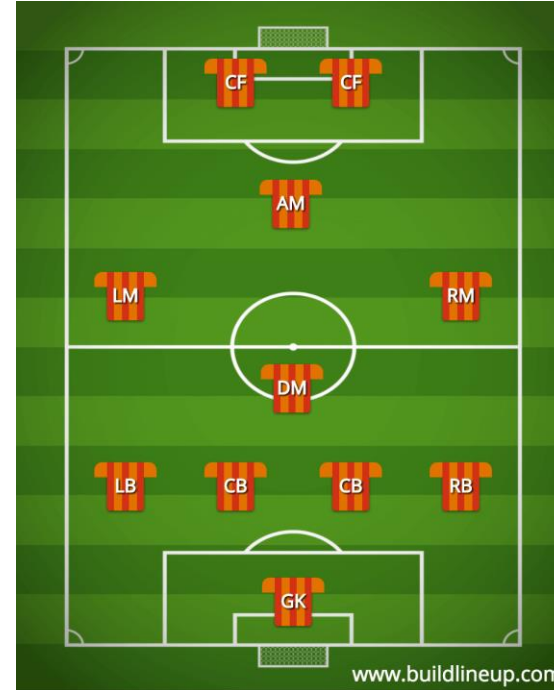 CF CF
AM
LM RM
DM
LB CB CB RB
GK
www.buildlineup.com